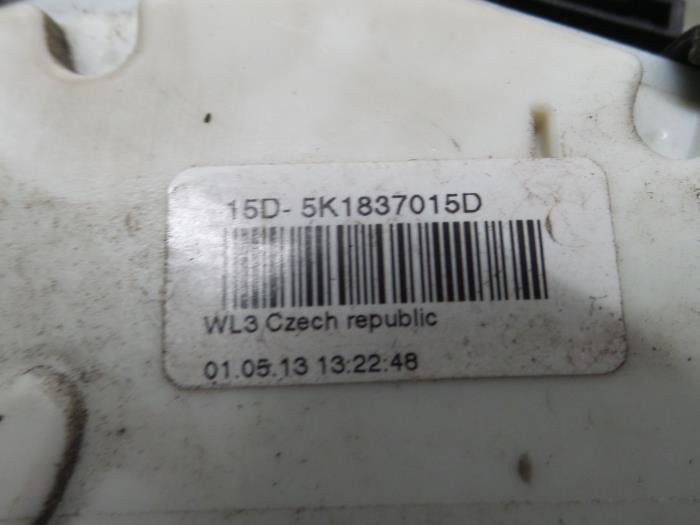 15D- 5K1837015D
WL3 Czech republic
01.05.13 13:22:48